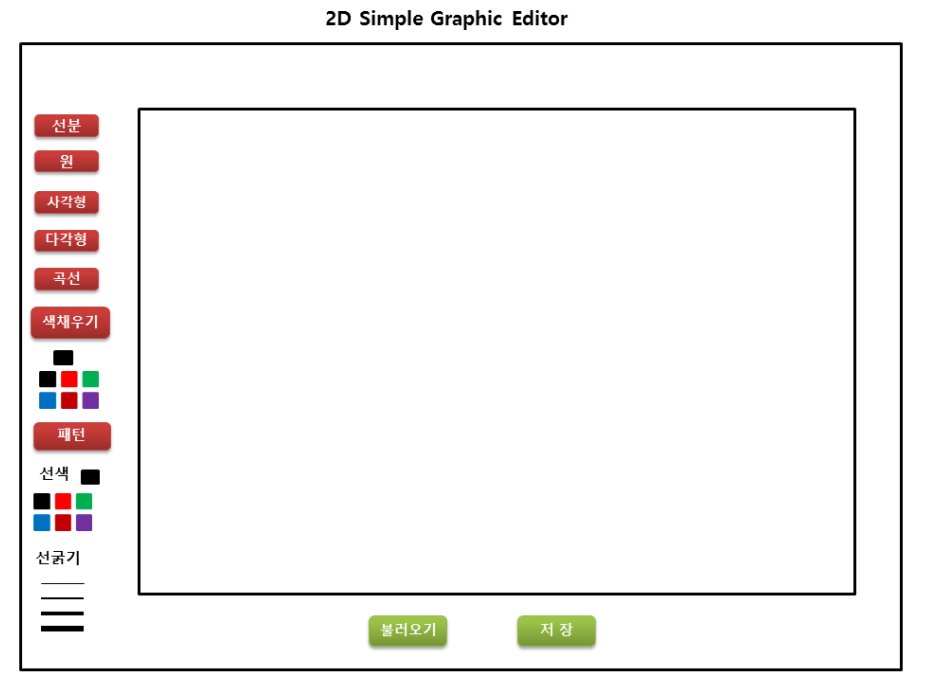 2D Simple Graphic Editor
선분
원
사각형
다각형
곡선
색채우기
패턴
선색
선굵기
불러오기
저 장